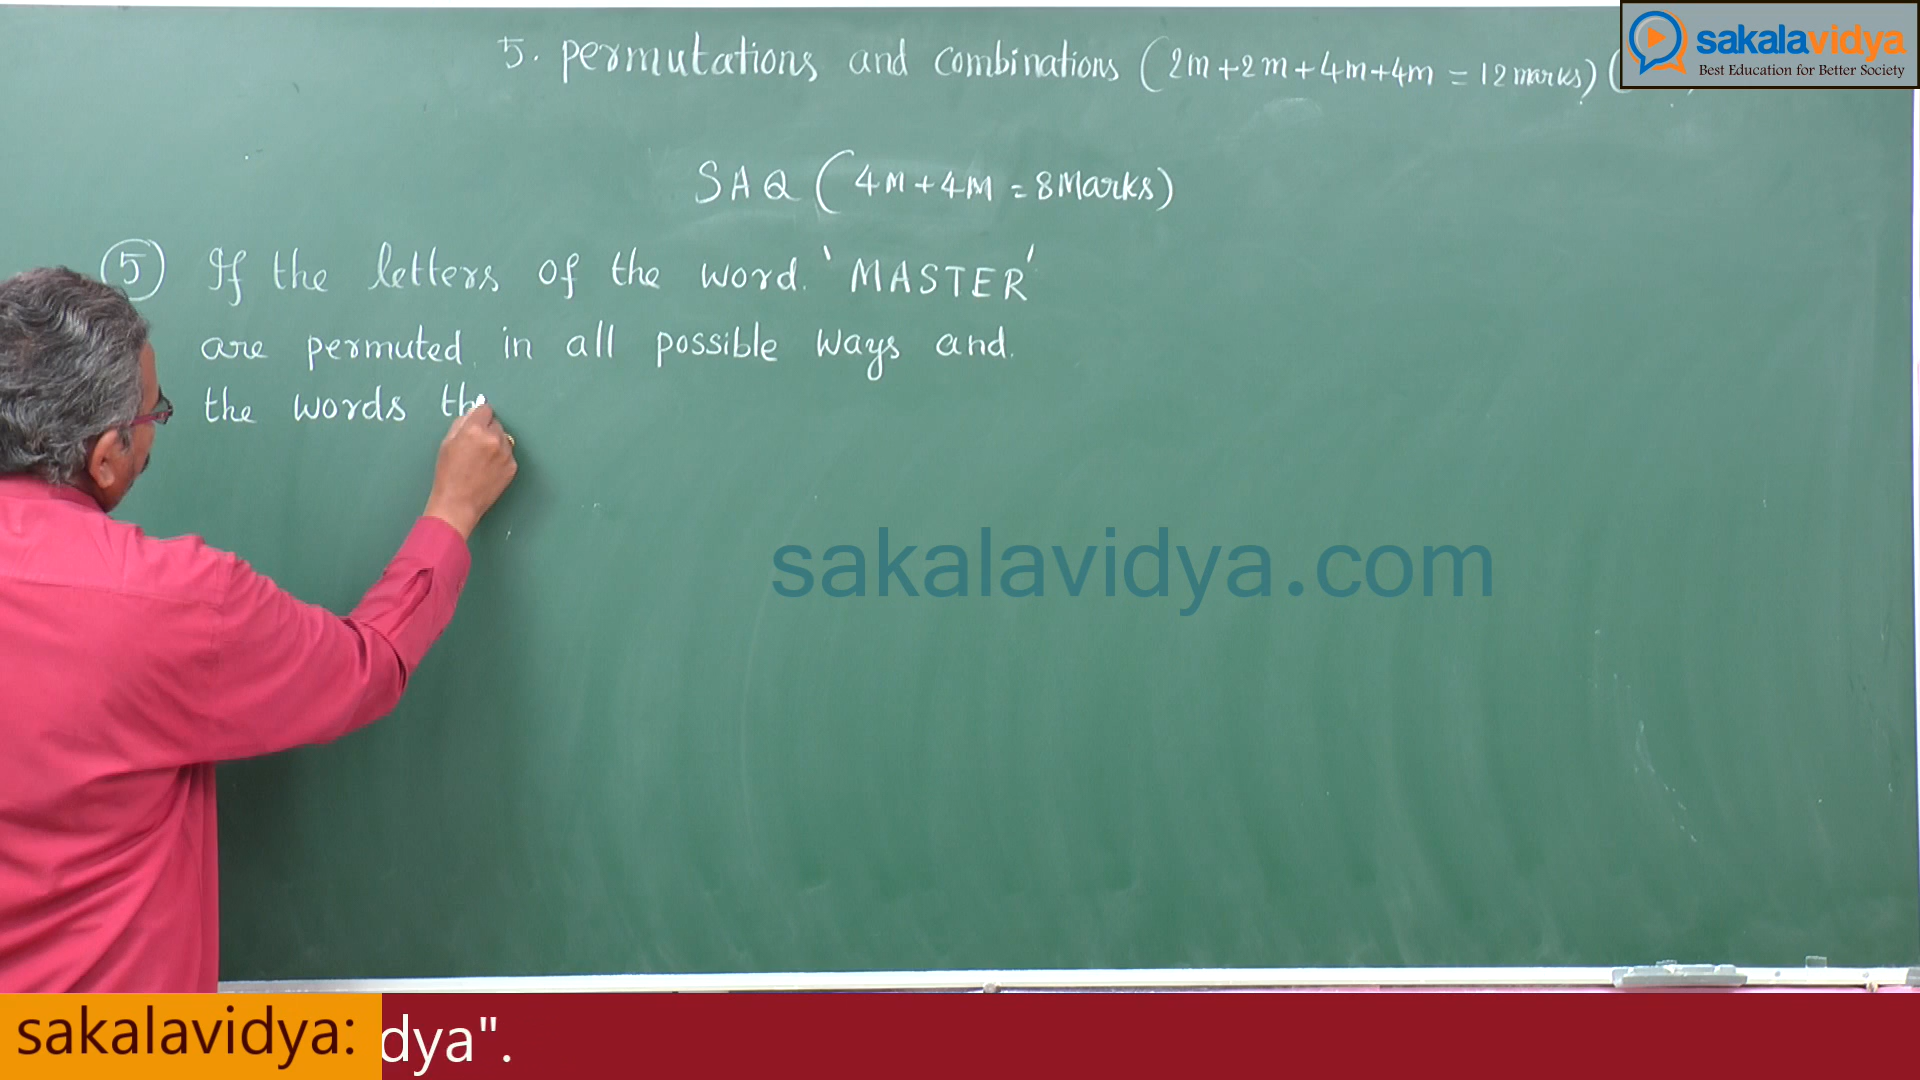 5. permutations and combinations (2m+2m+4m+4m = 12 marks) (
sakalavidya
Best Education for Better Society
SAQ (4M+4M = 8 Marks)
5 If the letters of the word 'MASTER'
are permuted in all possible ways and
the words th
sakalavidya.com
sakalavidya: dya".